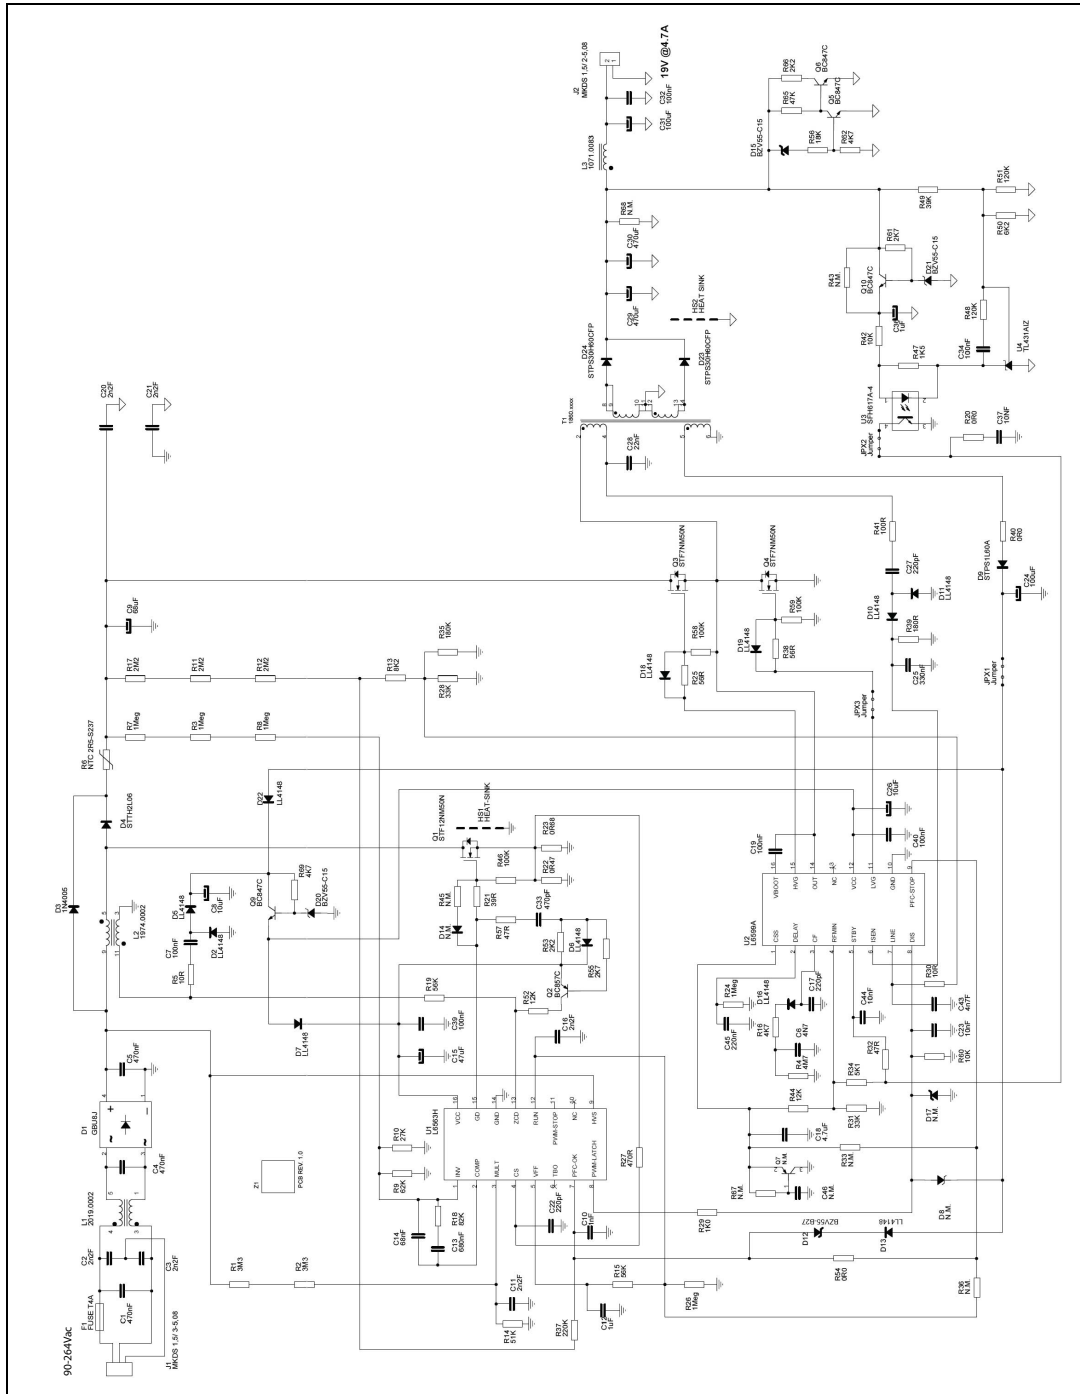 90-264Vac
J1
MKDS 1,5/ 3-5,08
F1
FUSE T4A
C1
470nF
C2
2n2F
C3
2n2F
L1
2019.0002
C4
470nF
D1
GBU8J
C5
470nF
D3
1N4005
L2
1974.0002
D4
STTH2L06
R6
NTC 2R5-S237
R5
10R
C7
100nF
D2
LL4148
D5
LL4148
C8
10uF
R7
1Meg
R3
1Meg
R8
1Meg
R17
2M2
R11
2M2
R12
2M2
C9
68uF
C20
2n2F
C21
2n2F
R13
8K2
R28
33K
R35
180K
D22
LL4148
Q9
BC847C
R69
4K7
D20
BZV55-C15
D7
LL4148
R19
56K
Q1
STF12NM50N
HS1
HEAT-SINK
R46
100K
R22
0R47
R23
0R68
R45
N.M.
D14
N.M.
R21
39R
R57
47R
C33
470pF
R53
2K2
D6
LL4148
R55
2K7
Q2
BC857C
R52
12K
C39
100nF
C15
47uF
C16
2n2F
U1
L6563H
VCC
GD
GND
ZCD
RUN
PWM-STOP
NC
HVS
INV
COMP
MULT
CS
VFF
TBO
PFC-OK
PWM-LATCH
R10
27K
R9
62K
C14
68nF
R18
82K
C13
680nF
Z1
PCB REV. 1.0
R1
3M3
R2
3M3
R14
51K
C11
2n2F
C22
220pF
C10
1nF
R27
470R
R29
1K0
R15
56K
C12
1uF
R26
1Meg
R37
220K
R54
0R0
R36
N.M.
D12
BZV55-B27
D13
LL4148
D8
N.M.
R33
N.M.
D17
N.M.
R67
N.M.
C46
N.M.
Q7
N.M.
C18
4.7uF
R44
12K
R31
33K
R34
5K1
R32
47R
R60
10K
C23
10nF
C43
4n7F
R30
10R
R4
4M7
C6
4N7
R16
4K7
D16
LL4148
C17
220pF
C44
10nF
C45
220nF
R24
1Meg
U2
L6599A
CSS
DELAY
CF
RFMIN
STBY
ISEN
LINE
DIS
VBOOT
HVG
OUT
NC
VCC
LVG
GND
PFC-STOP
C19
100nF
C40
100nF
C26
10uF
JPX3
Jumper
JPX1
Jumper
D18
LL4148
R25
56R
R58
100K
D19
LL4148
R38
56R
R59
100K
Q3
STF7NM50N
Q4
STF7NM50N
C25
330nF
R39
180R
D10
LL4148
D11
LL4148
C27
220pF
R41
100R
D9
STPS1L60A
C24
100uF
R40
0R0
T1
1860.xxxx
C28
22nF
D24
STPS30H60CFP
D23
STPS30H60CFP
HS2
HEAT SINK
C29
470uF
C30
470uF
R68
N.M.
L3
1071.0083
C31
100uF
C32
100nF
J2
MKDS 1,5/ 2-5,08
19V @4.7A
D15
BZV55-C15
R56
18K
R62
4K7
R65
47K
R66
2K2
Q5
BC847C
Q6
BC847C
R49
39K
R51
120K
R50
6K2
R61
2K7
D21
BZV55-C15
Q10
BC847C
R43
N.M.
R42
10K
R47
1K5
R48
120K
C34
100nF
U4
TL431AIZ
U3
SFH617A-4
JPX2
Jumper
R20
0R0
C37
10NF